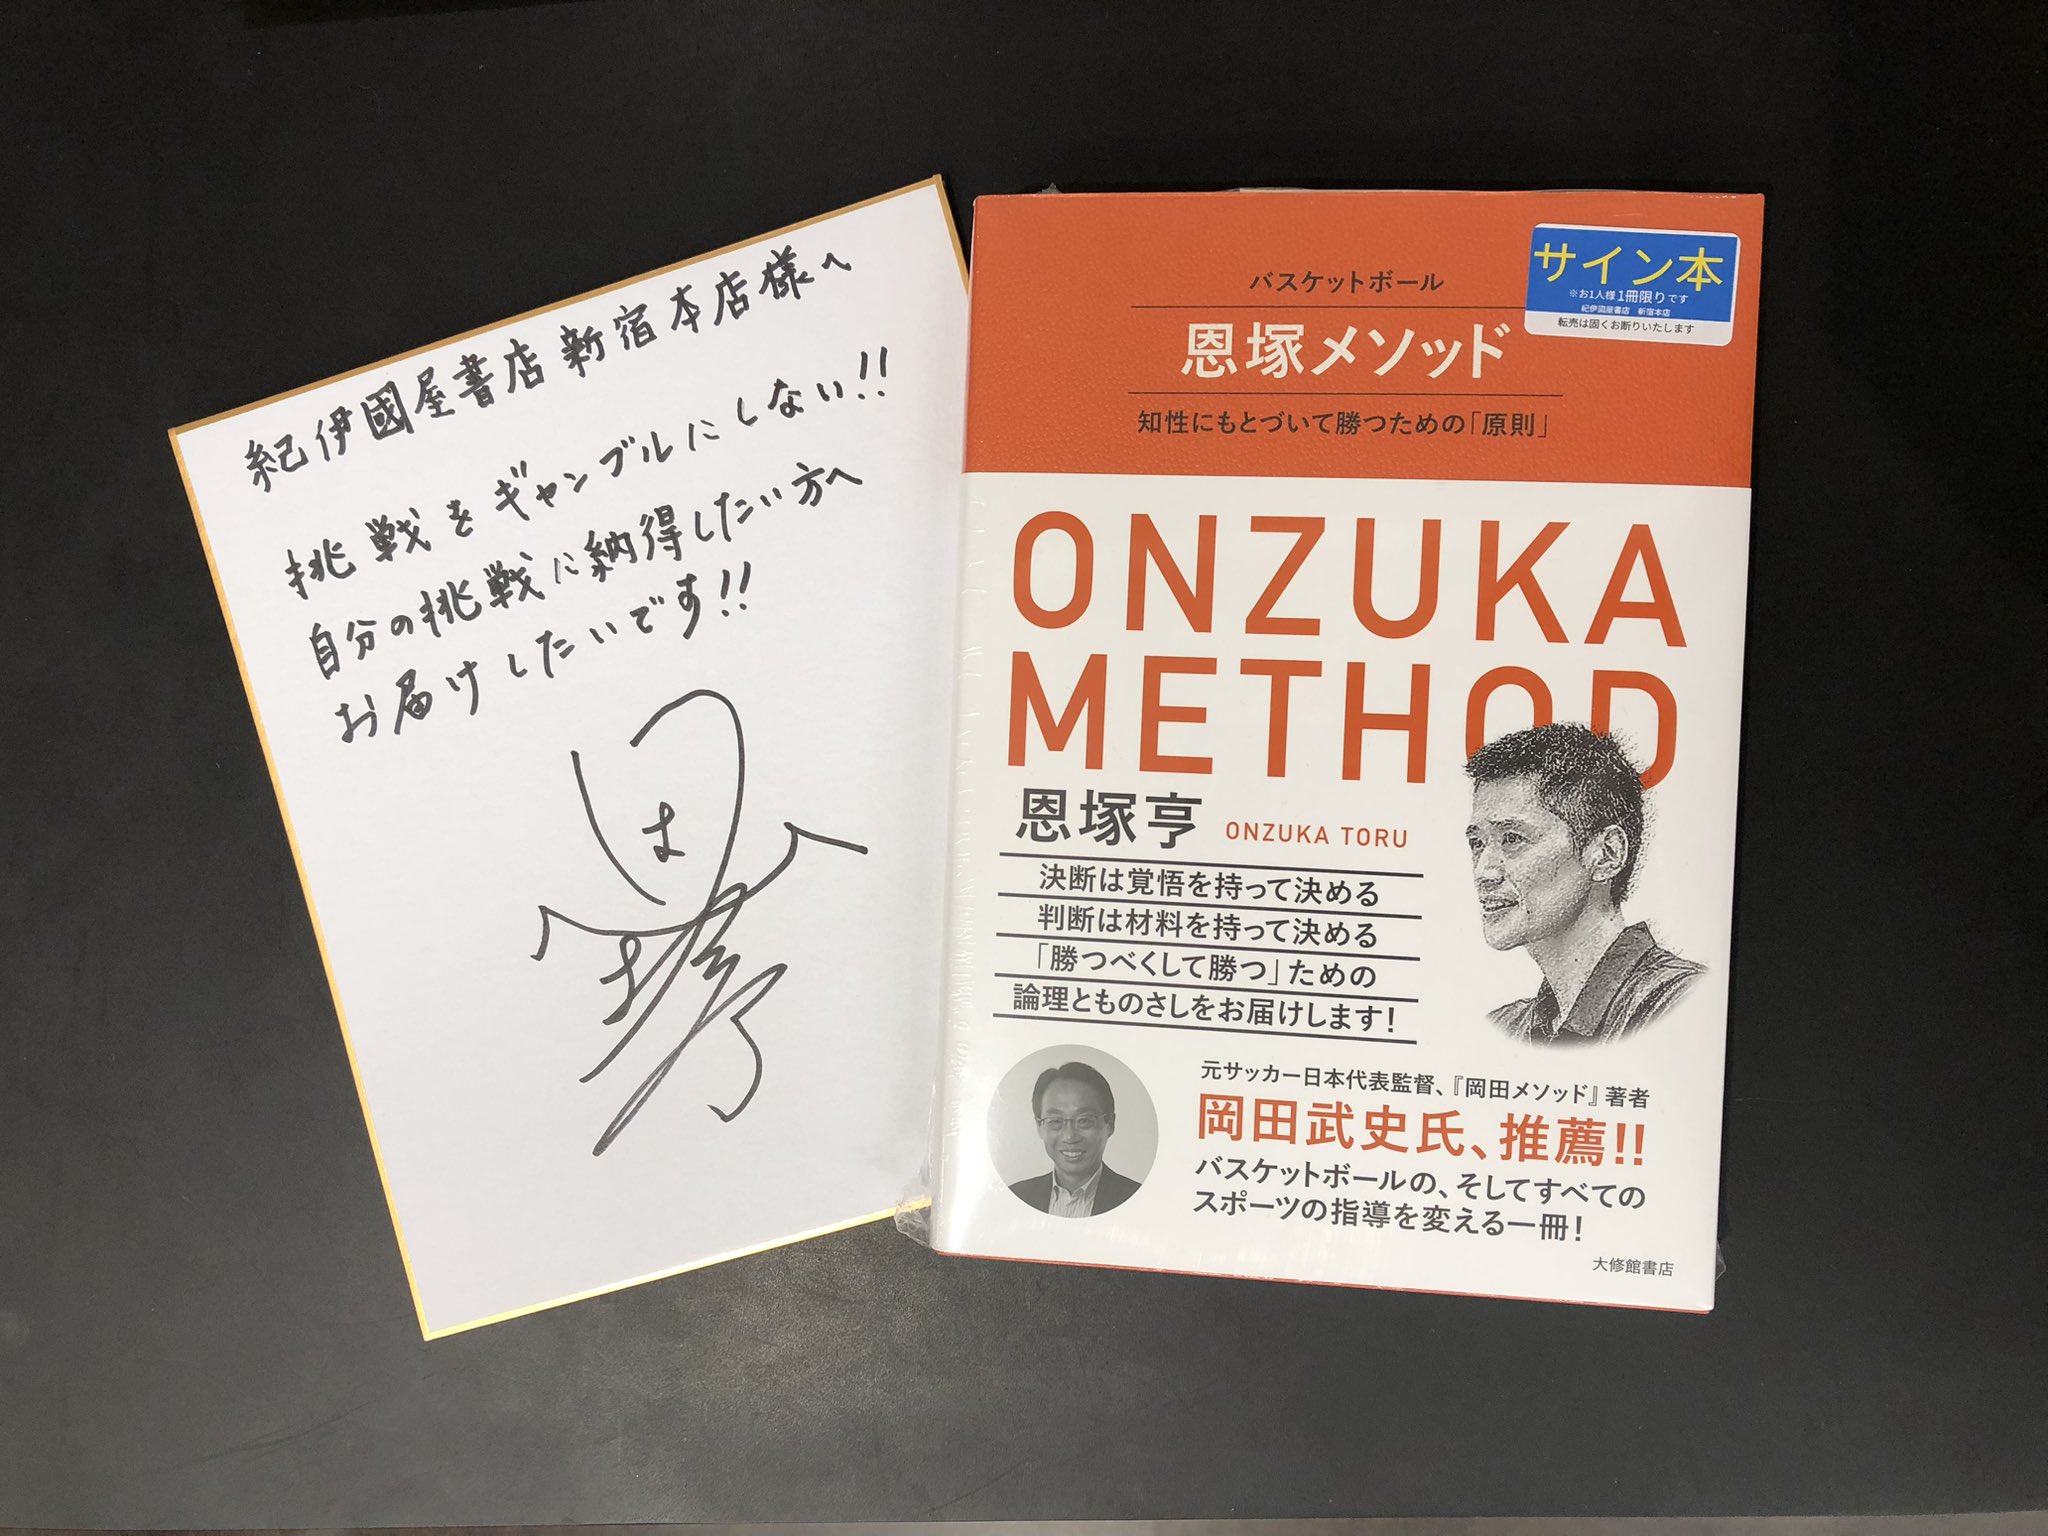 紀伊國屋書店新宿本店様へ
挑戦をギャンブルにしない!!
自分の挑戦に納得したい方へ
お届けしたいです!!
バスケットボール
恩塚メソッド
知性にもとづいて勝つための「原則」
サイン本
※お1人様1冊限りです
紀伊國屋書店 新宿本店
転売は固くお断りいたします
ONZUKA
METHOD
恩塚亨 ONZUKA TORU
決断は覚悟を持って決める
判断は材料を持って決める
「勝つべくして勝つ」ための
論理とものさしをお届けします!
元サッカー日本代表監督、『岡田メソッド』著者
岡田武史氏、推薦!!
バスケットボールの、そしてすべての
スポーツの指導を変える一冊!
大修館書店